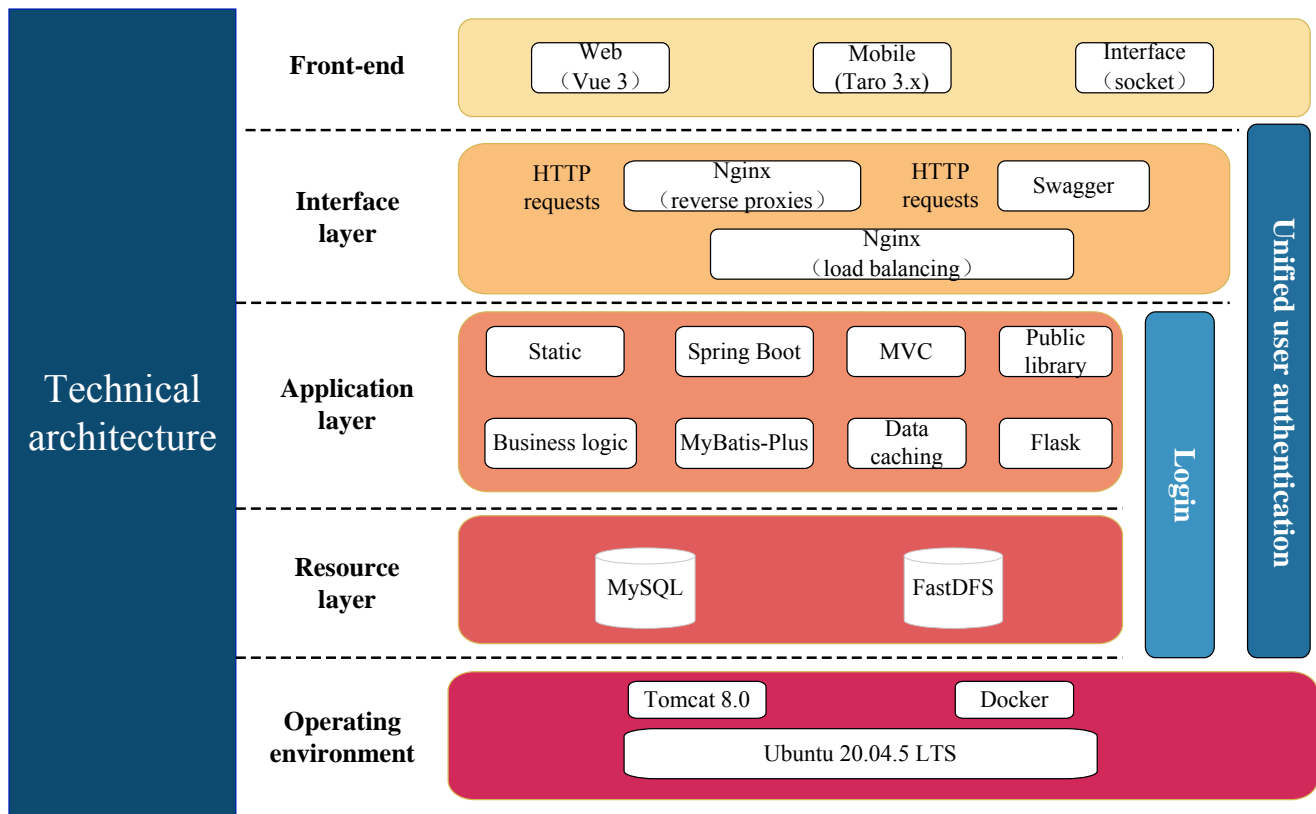 Technical
architecture
Front-end
Web
（Vue 3）
Mobile
(Taro 3.x)
Interface
（socket）
Interface
layer
HTTP
requests
Nginx
（reverse proxies）
HTTP
requests
Swagger
Nginx
（load balancing）
Application
layer
Static
Spring Boot
MVC
Public
library
Business logic
MyBatis-Plus
Data
caching
Flask
Resource
layer
MySQL
FastDFS
Login
Unified user authentication
Operating
environment
Tomcat 8.0
Docker
Ubuntu 20.04.5 LTS